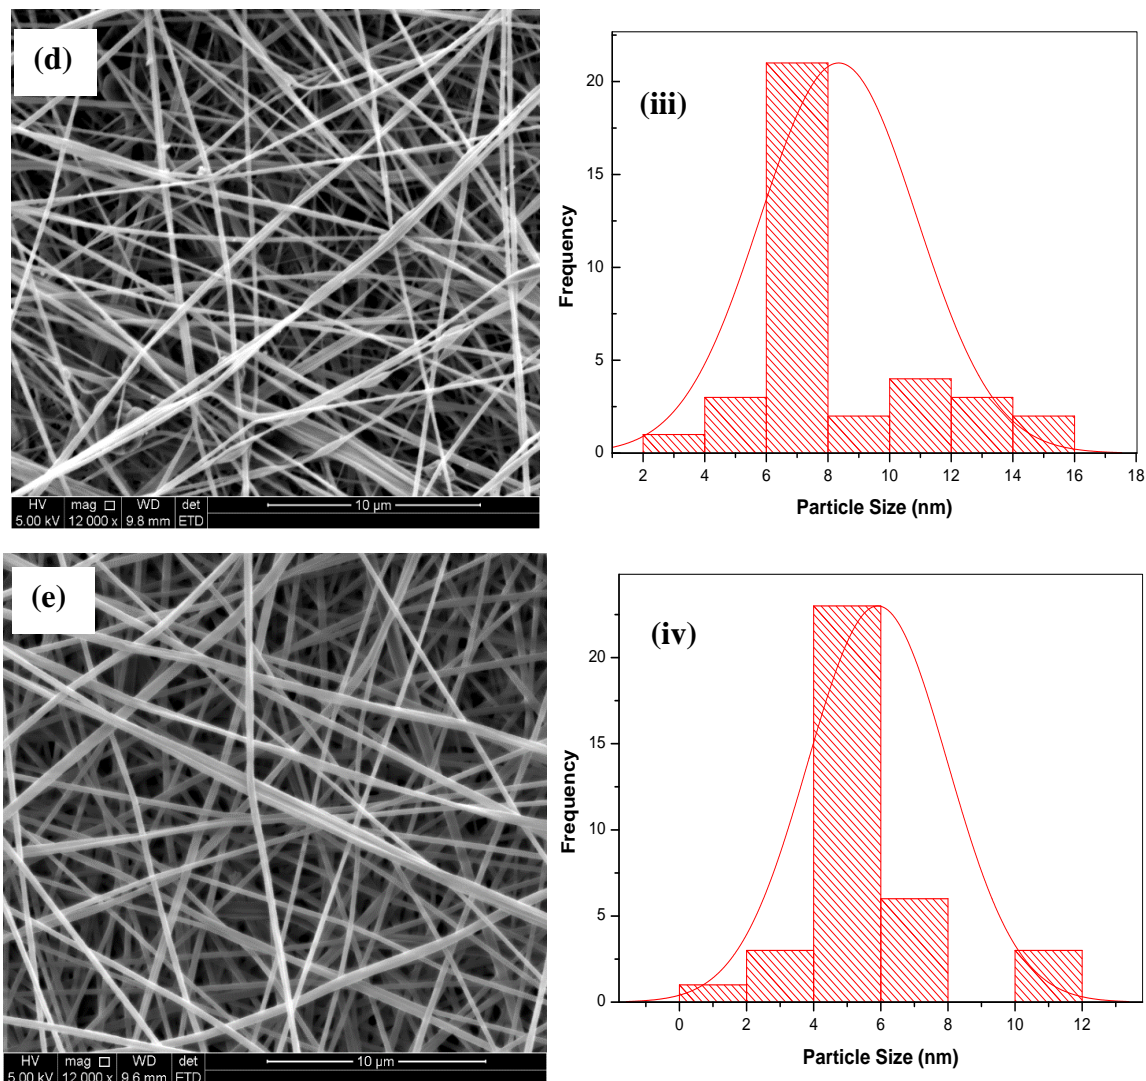 (d)
HV mag □ WD det
5.00 kV 12 000 x 9.8 mm ETD
10 µm
(iii)
Frequency
20
15
10
5
0
2 4 6 8 10 12 14 16 18
Particle Size (nm)
(e)
HV mag □ WD det
5.00 kV 12 000 x 9.6 mm ETD
10 µm
(iv)
Frequency
20
15
10
5
0
0 2 4 6 8 10 12
Particle Size (nm)